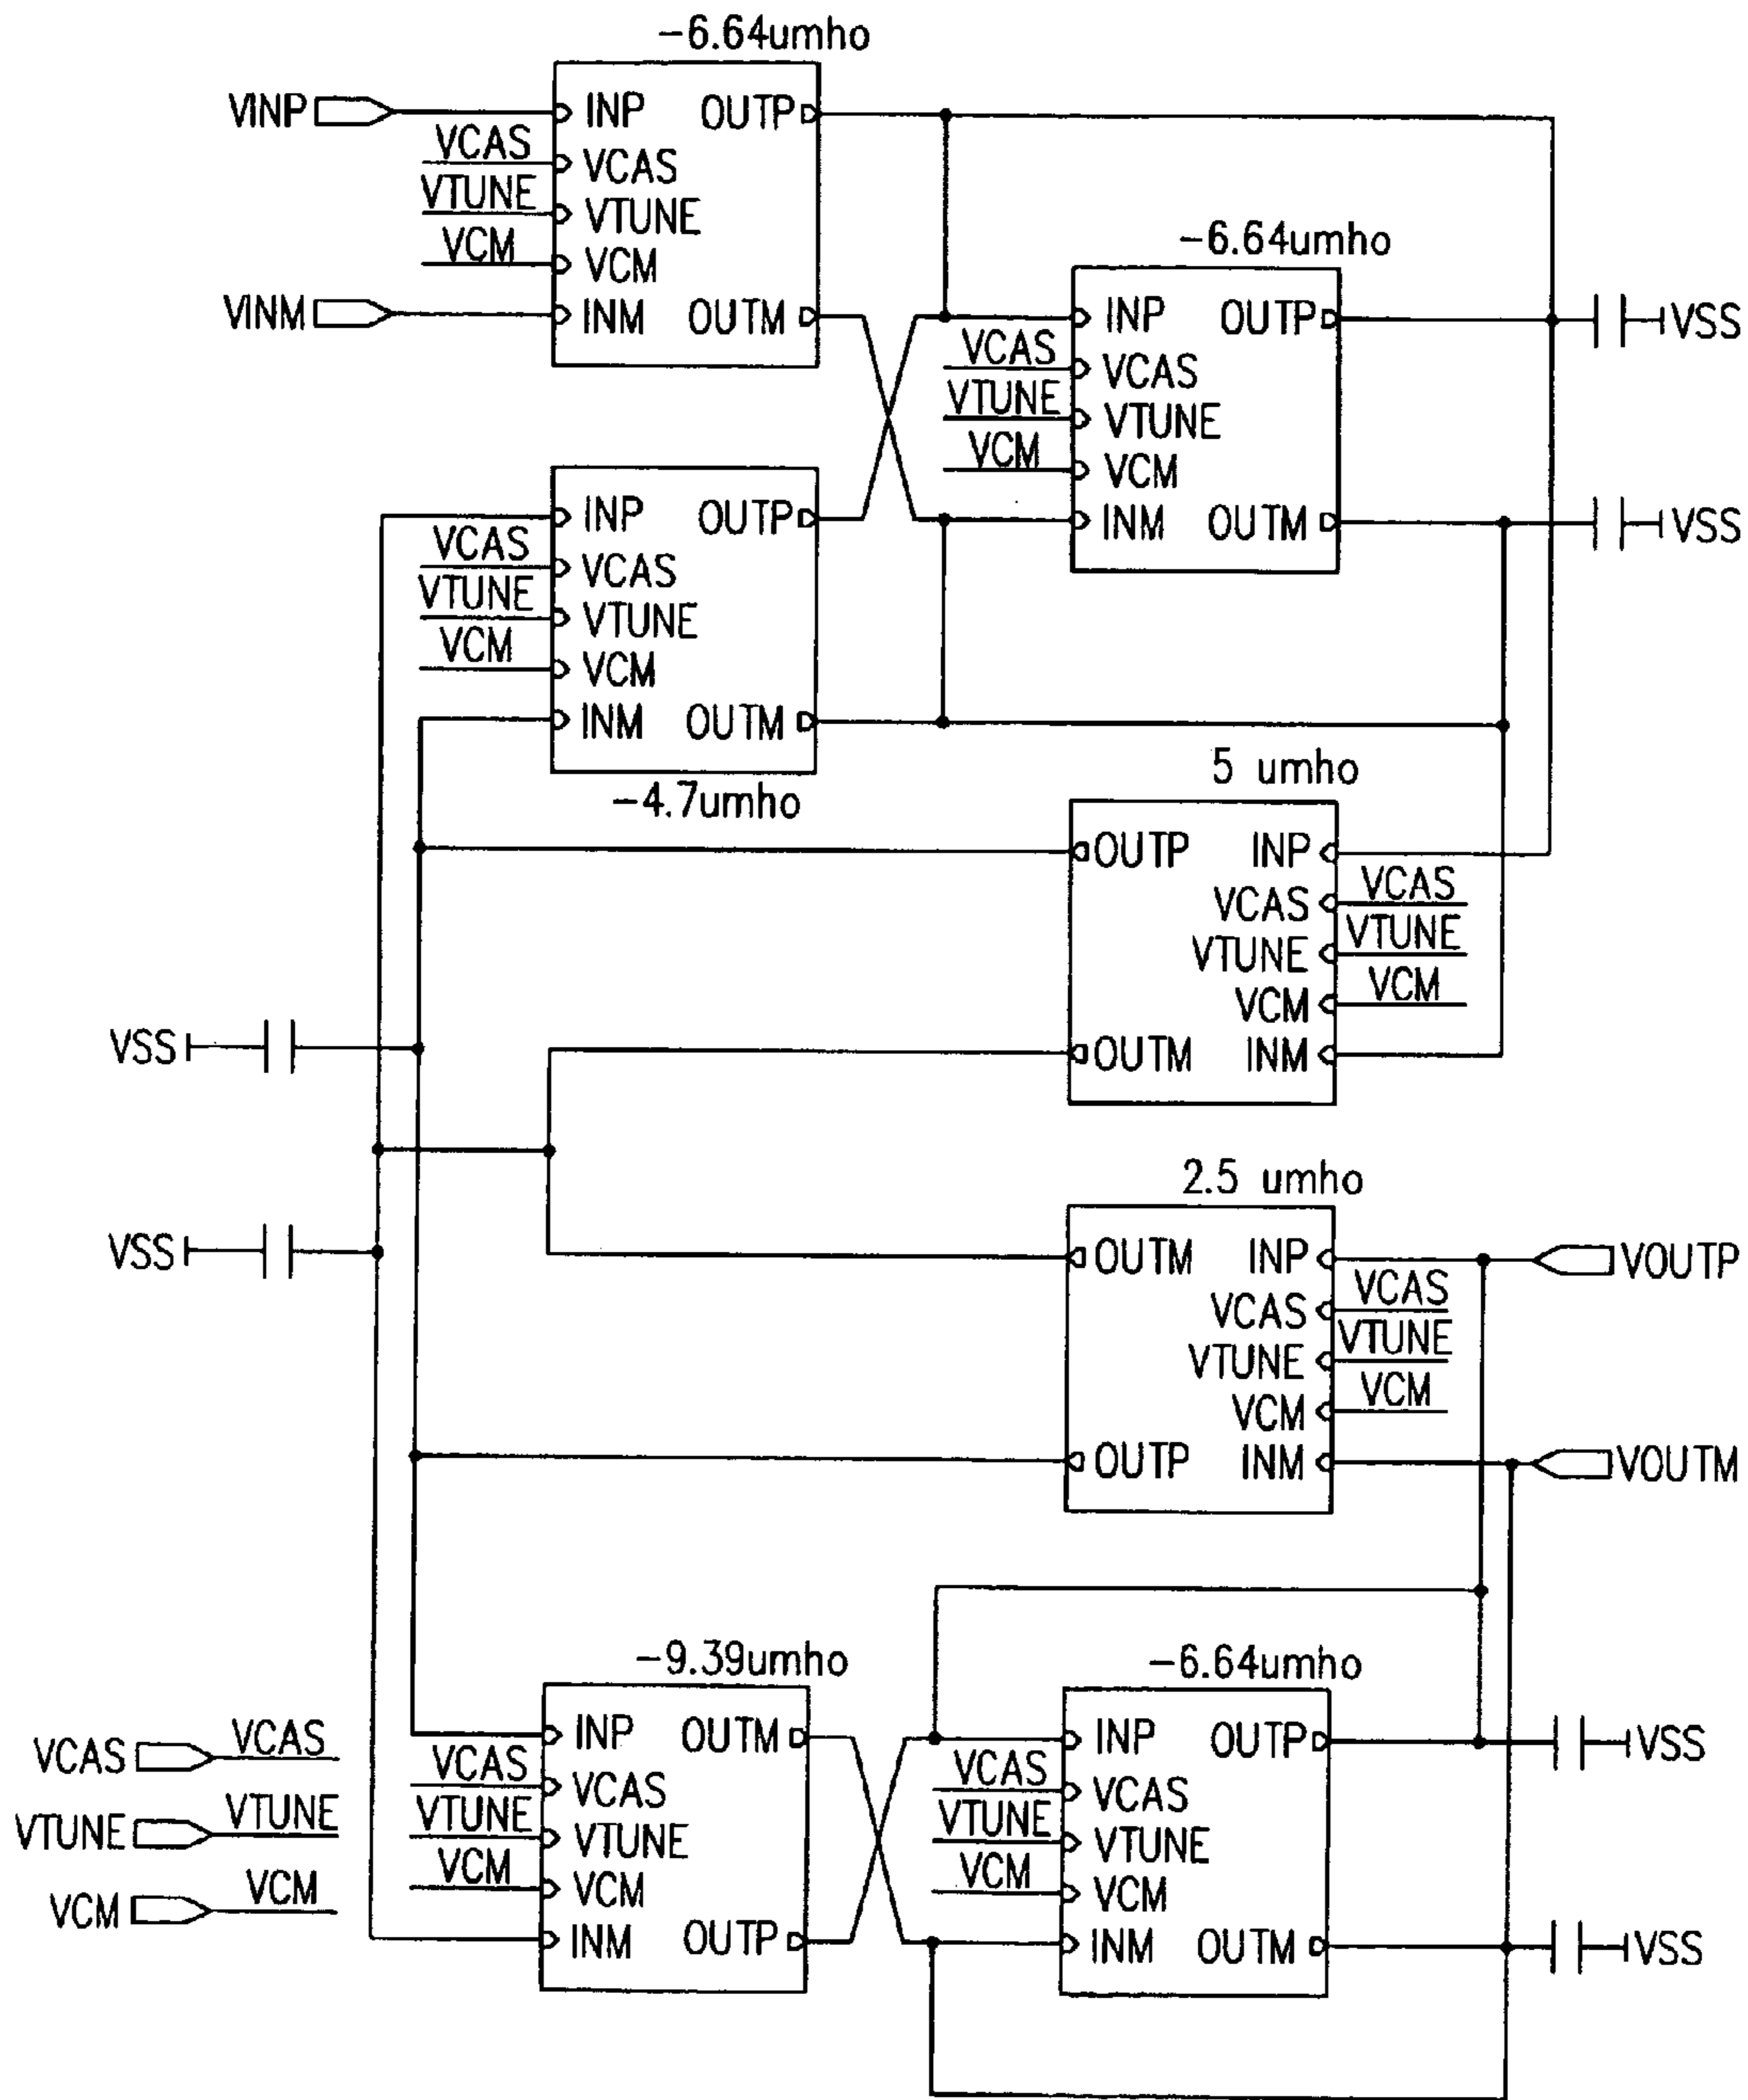 -6.64umho
VINP
INP OUTP
VCAS
VCAS
VTUNE
VTUNE
VCM
VCM
VINM
INM OUTM
-6.64umho
INP OUTP
VSS
VCAS
VCAS
VTUNE
VTUNE
VCM
VCM
INM OUTM
VSS
INP OUTP
VCAS
VCAS
VTUNE
VTUNE
VCM
VCM
INM OUTM
-4.7umho
5 umho
OUTP INP
VCAS
VCAS
VTUNE
VTUNE
VCM
VCM
OUTM INM
VSS
VSS
2.5 umho
OUTM INP
VOUTP
VCAS
VCAS
VTUNE
VTUNE
VCM
VCM
OUTP INM
VOUTM
-9.39umho
INP OUTM
VCAS
VCAS
VTUNE
VTUNE
VCM
VCM
INM OUTP
-6.64umho
INP OUTP
VSS
VCAS
VCAS
VTUNE
VTUNE
VCM
VCM
INM OUTM
VSS
VCAS VCAS
VTUNE VTUNE
VCM VCM